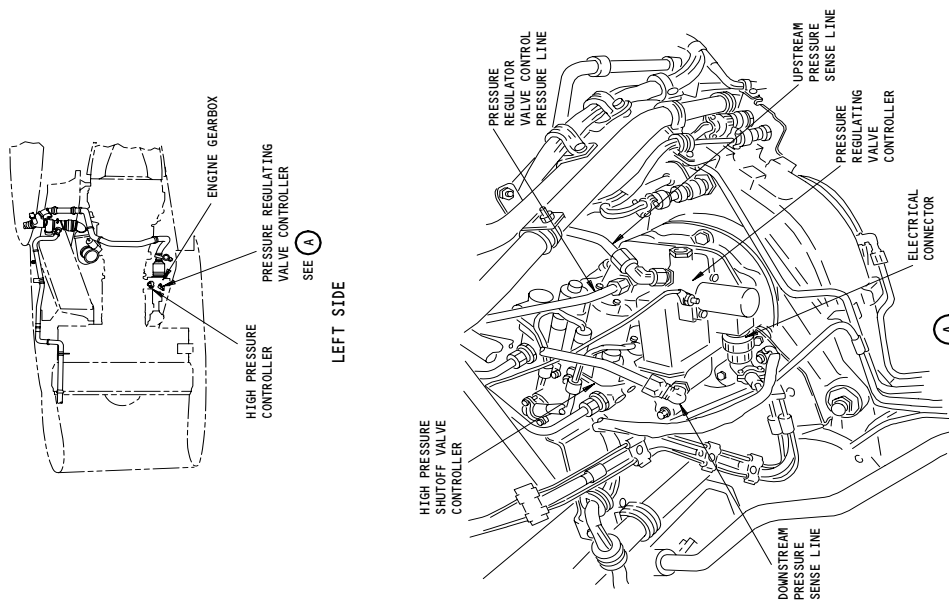 ENGINE GEARBOX
PRESSURE REGULATING
VALVE CONTROLLER
SEE A
HIGH PRESSURE
CONTROLLER
LEFT SIDE
PRESSURE
REGULATOR
VALVE CONTROL
PRESSURE LINE
UPSTREAM
PRESSURE
SENSE LINE
PRESSURE
REGULATING
VALVE
CONTROLLER
ELECTRICAL
CONNECTOR
HIGH PRESSURE
SHUTOFF VALVE
CONTROLLER
DOWNSTREAM
PRESSURE
SENSE LINE
A